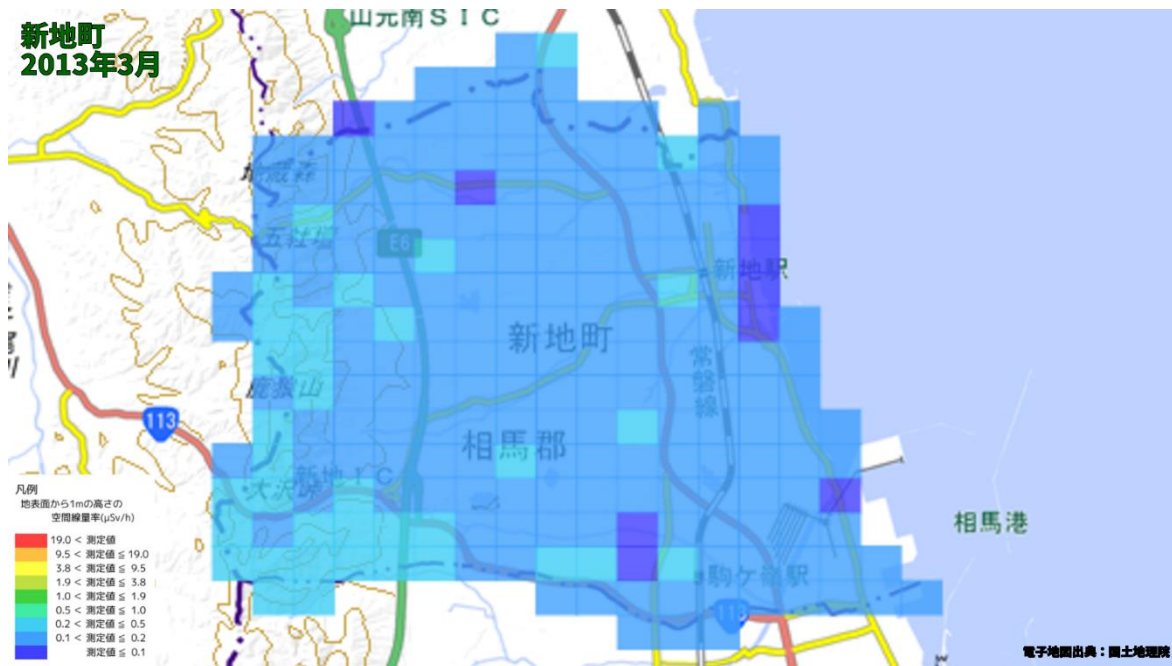 新地町
2013年3月
山元南SIC
地蔵森
五社壇
E6
新地駅
新地町
常磐線
鹿狼山
113
相馬郡
新地IC
大沢峠
相馬港
駒ケ嶺駅
113
凡例
地表面から1mの高さの
空間線量率(μSv/h)
19.0 < 測定値
9.5 < 測定値 ≦ 19.0
3.8 < 測定値 ≦ 9.5
1.9 < 測定値 ≦ 3.8
1.0 < 測定値 ≦ 1.9
0.5 < 測定値 ≦ 1.0
0.2 < 測定値 ≦ 0.5
0.1 < 測定値 ≦ 0.2
測定値 ≦ 0.1
電子地図出典：国土地理院